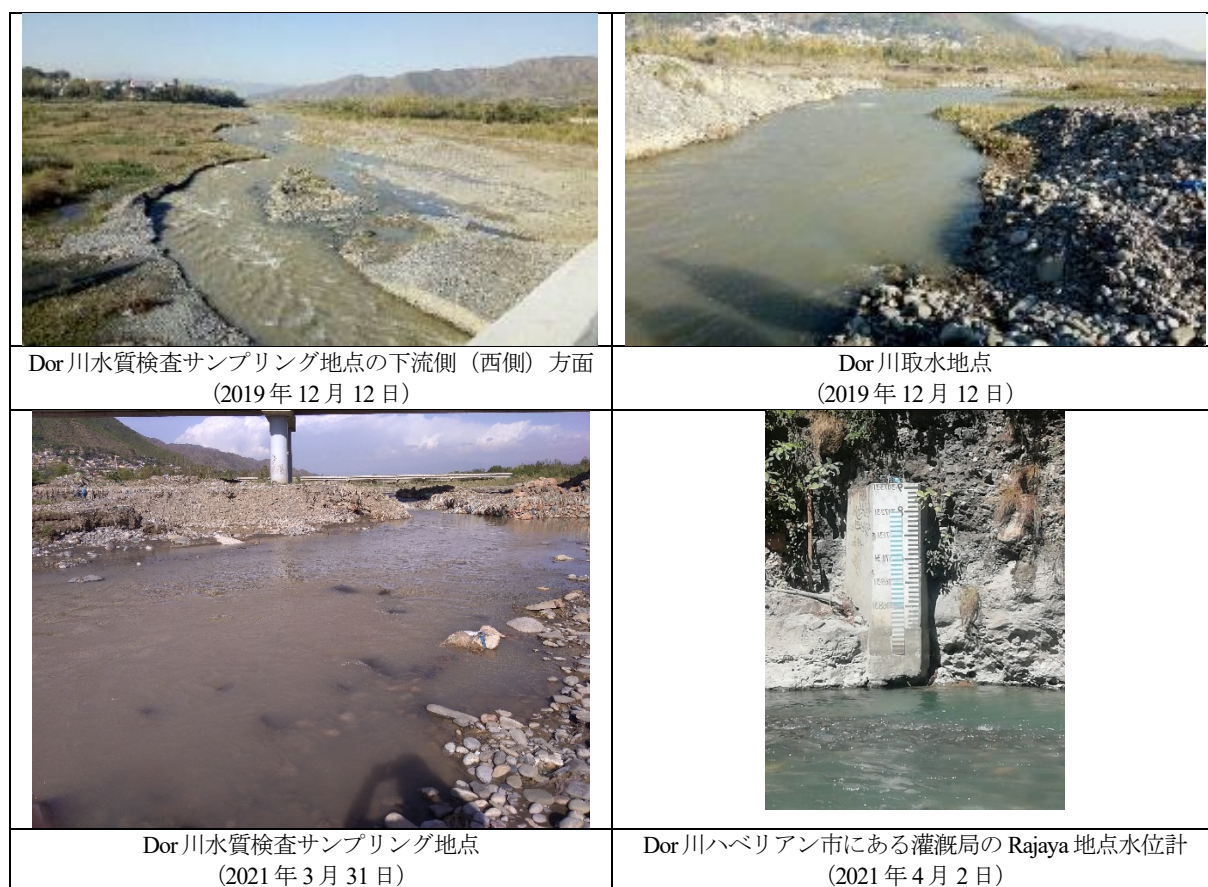 Dor川水質検査サンプリング地点の下流側（西側）方面
（2019年12月12日）
Dor川取水地点
（2019年12月12日）
Dor川水質検査サンプリング地点
（2021年3月31日）
Dor川ハベリアン市にある灌漑局のRajaya地点水位計
（2021年4月2日）